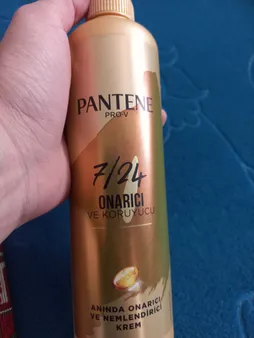 PANTENE
PRO V
7/24
ONARICI
VE KORUYUCU
ANINDA ONARICI
VE NEMLENDİRİCİ
KREM